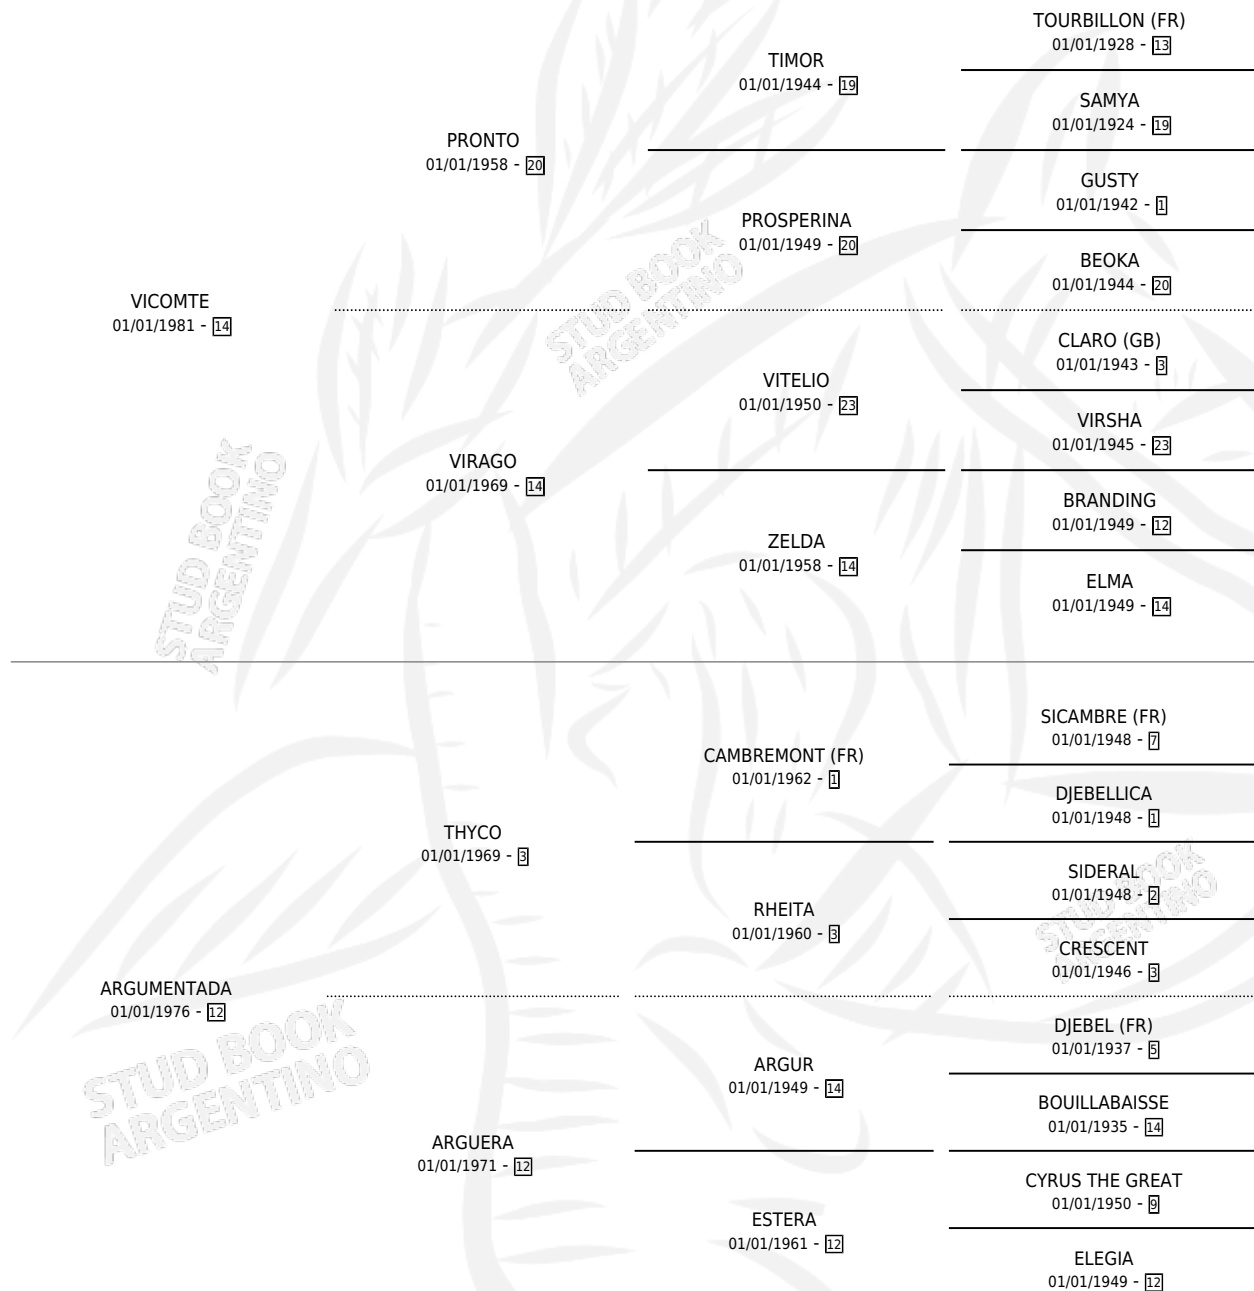 TOURBILLON (FR)
01/01/1928 - 13
TIMOR
01/01/1944 - 19
SAMYA
01/01/1924 - 19
PRONTO
01/01/1958 - 20
GUSTY
01/01/1942 - 1
PROSPERINA
01/01/1949 - 20
BEOKA
01/01/1944 - 20
VICOMTE
01/01/1981 - 14
STUD BOOK
ARGENTINO
CLARO (GB)
01/01/1943 - 3
VITELIO
01/01/1950 - 23
VIRSHA
01/01/1945 - 23
VIRAGO
01/01/1969 - 14
BRANDING
01/01/1949 - 12
ZELDA
01/01/1958 - 14
ELMA
01/01/1949 - 14
STUD BOOK
ARGENTINO
SICAMBRE (FR)
01/01/1948 - 7
CAMBREMONT (FR)
01/01/1962 - 1
DJEBELLICA
01/01/1948 - 1
THYCO
01/01/1969 - 3
SIDERAL
01/01/1948 - 2
RHEITA
01/01/1960 - 3
CRESCENT
01/01/1946 - 3
STUD BOOK
ARGENTINO
ARGUMENTADA
01/01/1976 - 12
STUD BOOK
ARGENTINO
DJEBEL (FR)
01/01/1937 - 5
ARGUR
01/01/1949 - 14
BOUILLABAISSE
01/01/1935 - 14
ARGUERA
01/01/1971 - 12
CYRUS THE GREAT
01/01/1950 - 9
ESTERA
01/01/1961 - 12
ELEGIA
01/01/1949 - 12